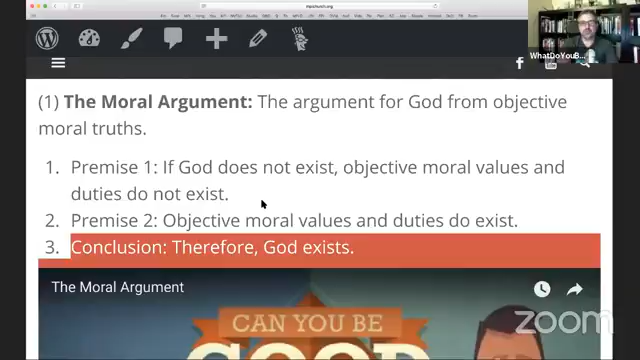 WhatDoYouB...
(1) The Moral Argument: The argument for God from objective
moral truths.
1. Premise 1: If God does not exist, objective moral values and
duties do not exist.
2. Premise 2: Objective moral values and duties do exist.
3. Conclusion: Therefore, God exists.
The Moral Argument
CAN YOU BE
GOOD
zoom